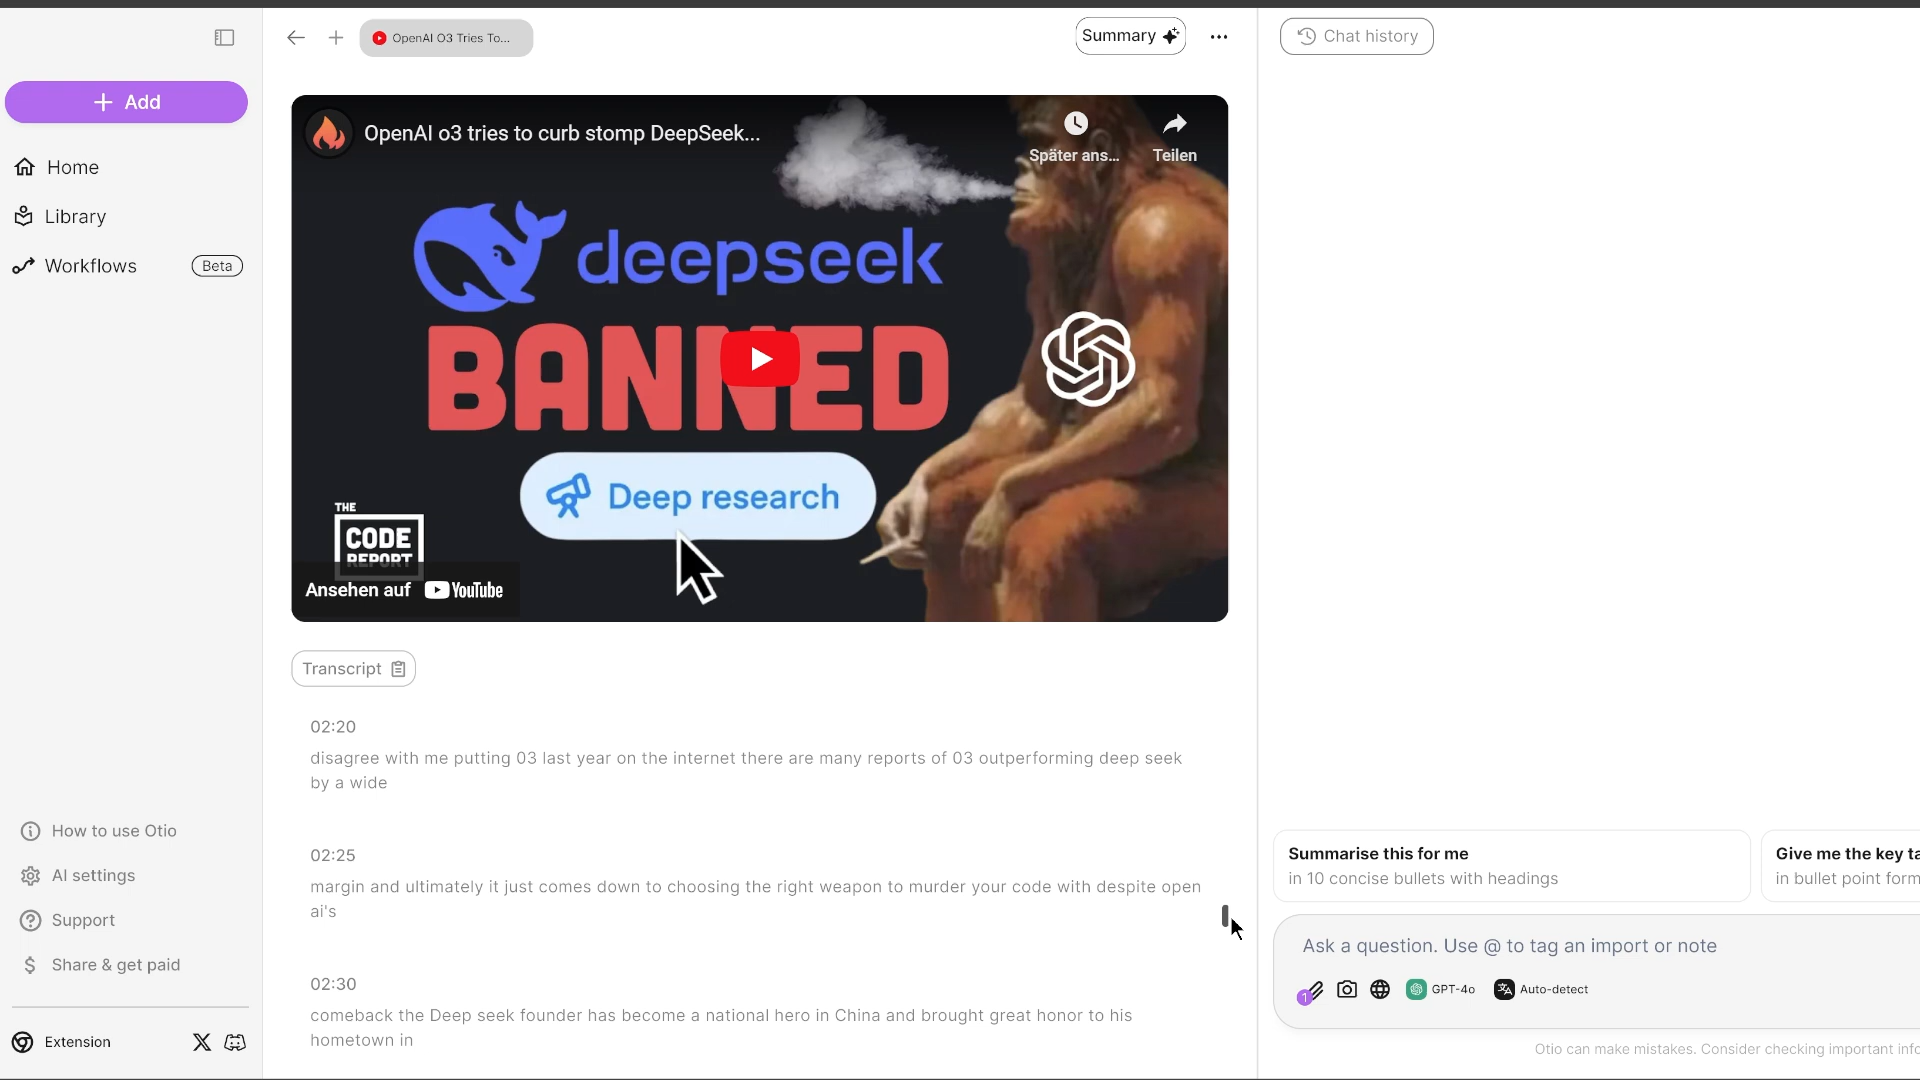 OpenAI O3 Tries To...
Summary
Chat history
Add
Home
Library
Workflows
Beta
OpenAI o3 tries to curb stomp DeepSeek...
Später ans...
Teilen
deepseek
BANNED
Deep research
THE
CODE
REPORT
Ansehen auf YouTube
Transcript
02:20
disagree with me putting 03 last year on the internet there are many reports of 03 outperforming deep seek
by a wide
02:25
margin and ultimately it just comes down to choosing the right weapon to murder your code with despite open
ai's
02:30
comeback the Deep seek founder has become a national hero in China and brought great honor to his
hometown in
How to use Otio
AI settings
Support
Share & get paid
Extension
Summarise this for me
in 10 concise bullets with headings
Give me the key ta
in bullet point form
Ask a question. Use @ to tag an import or note
1
GPT-4o
Auto-detect
Otio can make mistakes. Consider checking important info